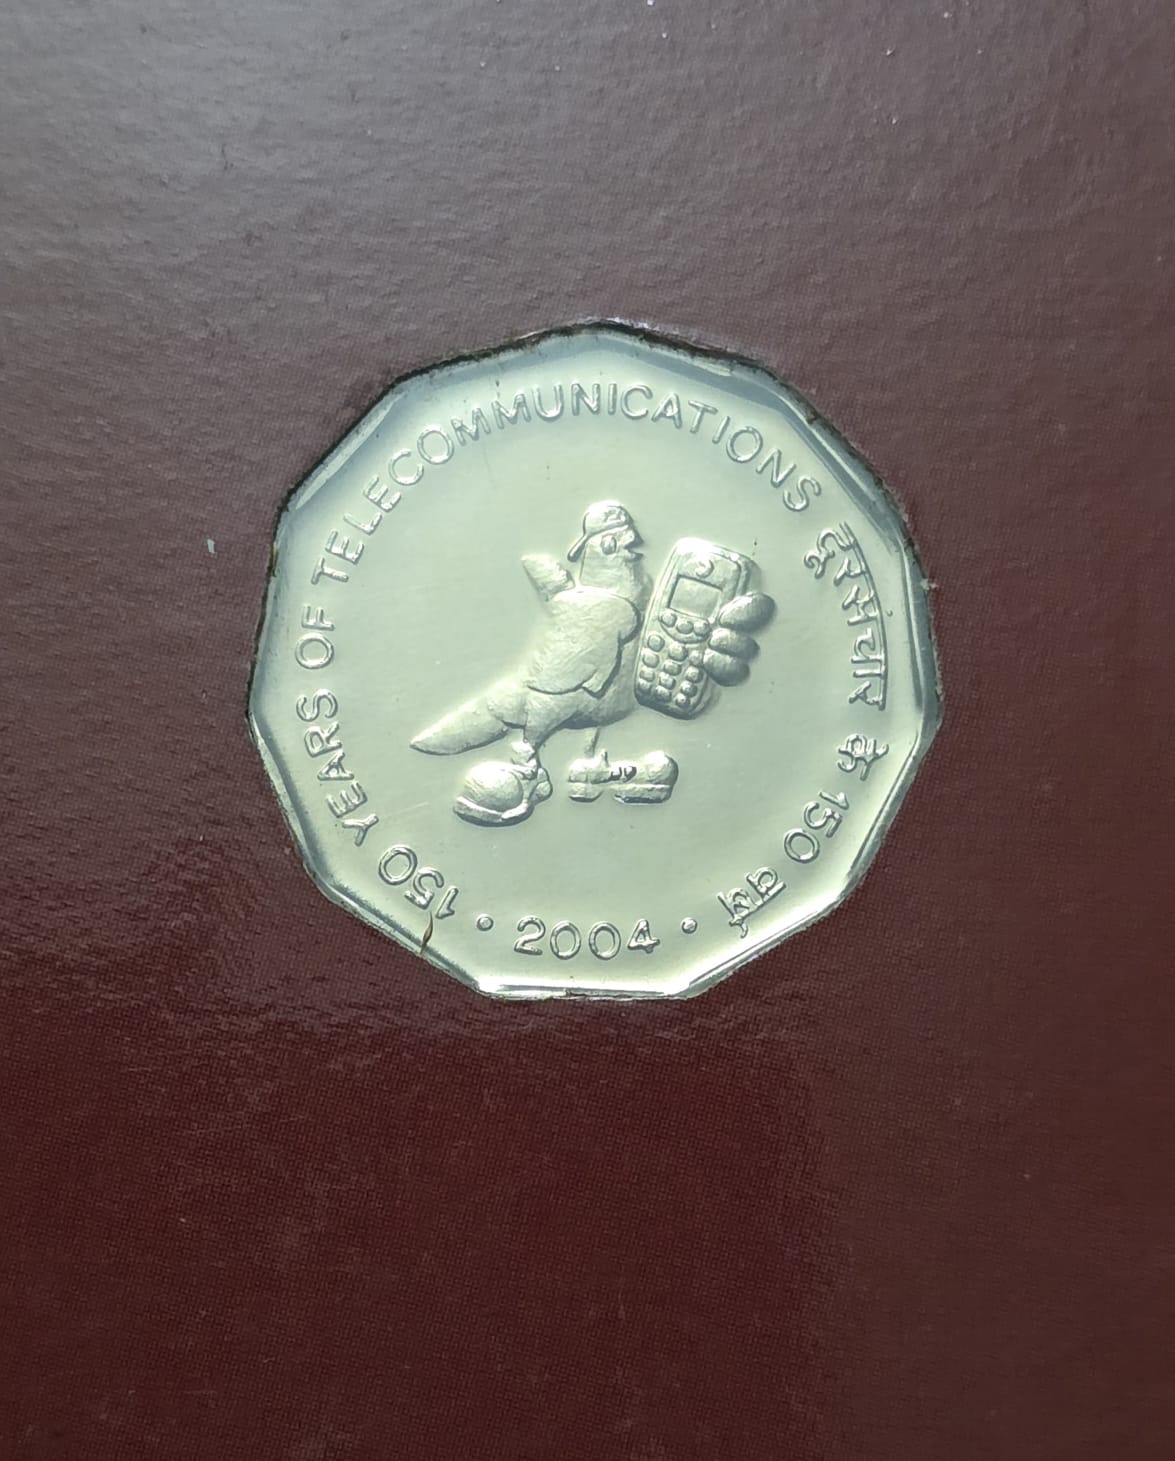 150 YEARS OF TELECOMMUNICATIONS
दूरसंचार के 150 वर्ष
• 2004 •